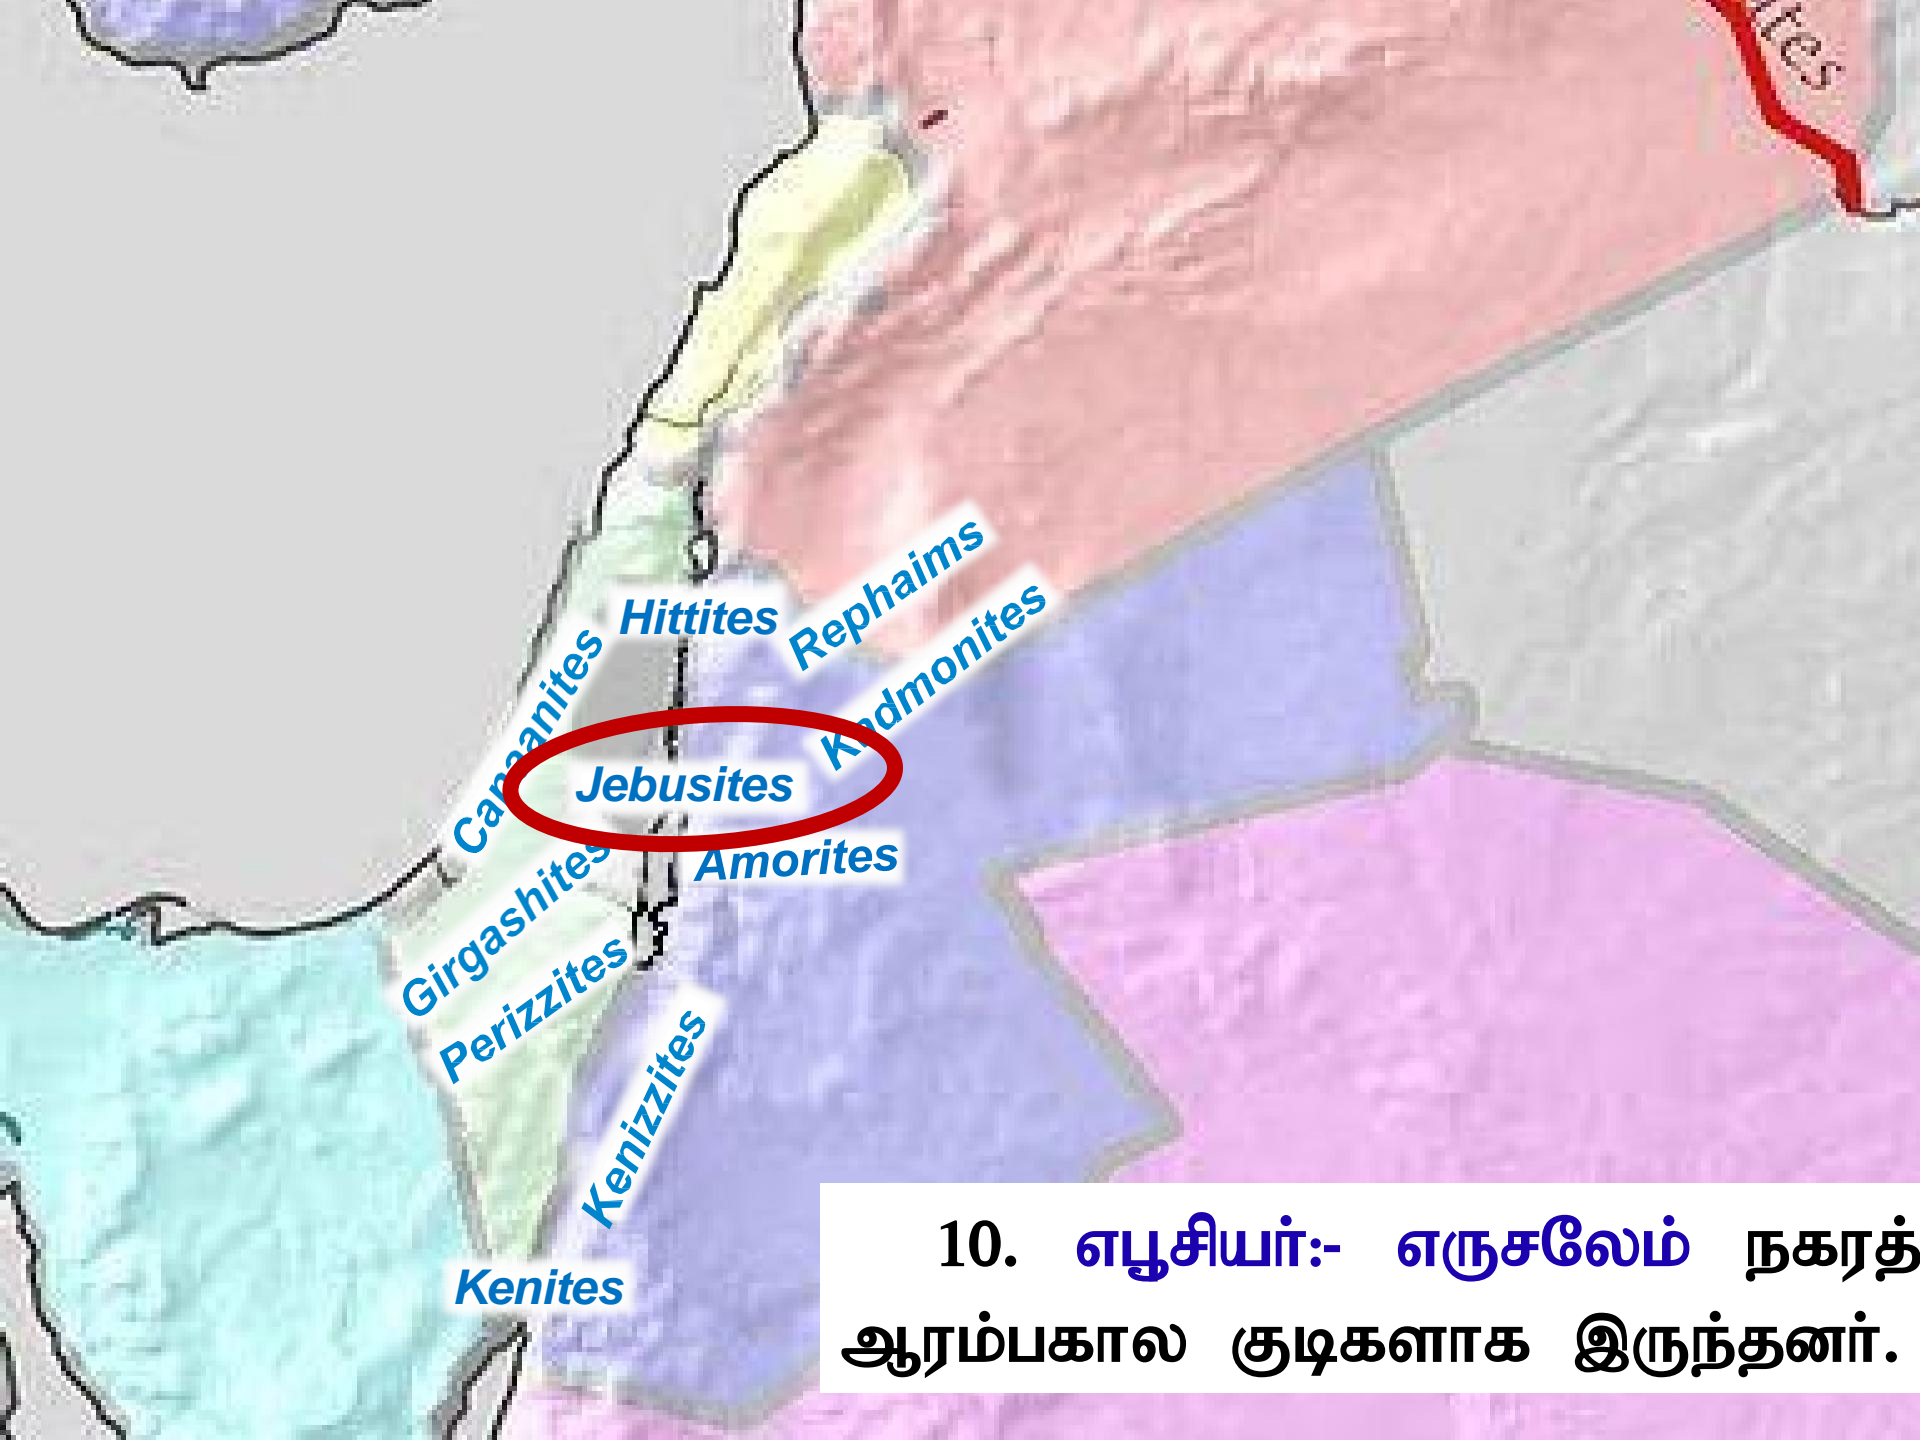 Hittites
Rephaims
Kadmonites
Canaanites
Jebusites
Amorites
Girgashites
Perizzites
Kenizzites
Kenites
10. எபூசியர்:- எருசலேம் நகரத்
ஆரம்பகால குடிகளாக இருந்தனர்.